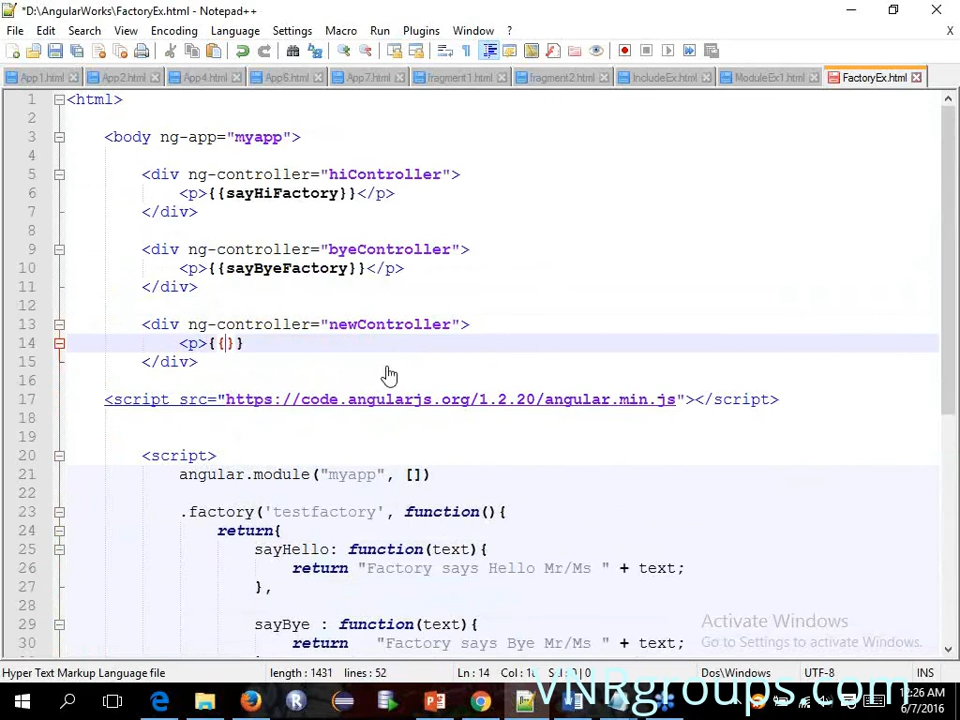 *D:\AngularWorks\FactoryEx.html - Notepad++
File Edit Search View Encoding Language Settings Macro Run Plugins Window ? X
App1.html App2.html App4.html App6.html App7.html fragment1.html fragment2.html IncludeEx.html ModuleEx1.html FactoryEx.html
1 <html>
2
3 <body ng-app="myapp">
4
5 <div ng-controller="hiController">
6 <p>{{sayHiFactory}}</p>
7 </div>
8
9 <div ng-controller="byeController">
10 <p>{{sayByeFactory}}</p>
11 </div>
12
13 <div ng-controller="newController">
14 <p>{{}}
15 </div>
16
17 <script src="https://code.angularjs.org/1.2.20/angular.min.js"></script>
18
19
20 <script>
21 angular.module("myapp", [])
22
23 .factory('testfactory', function(){
24 return{
25 sayHello: function(text){
26 return "Factory says Hello Mr/Ms " + text;
27 },
28
29 sayBye : function(text){
30 return "Factory says Bye Mr/Ms " + text;
Activate Windows
Go to Settings to activate Windows.
Hyper Text Markup Language file length : 1431 lines : 52 Ln : 14 0 | 0 Dos\Windows UTF-8 INS
VNRgroups.com
12:26 AM
6/7/2016